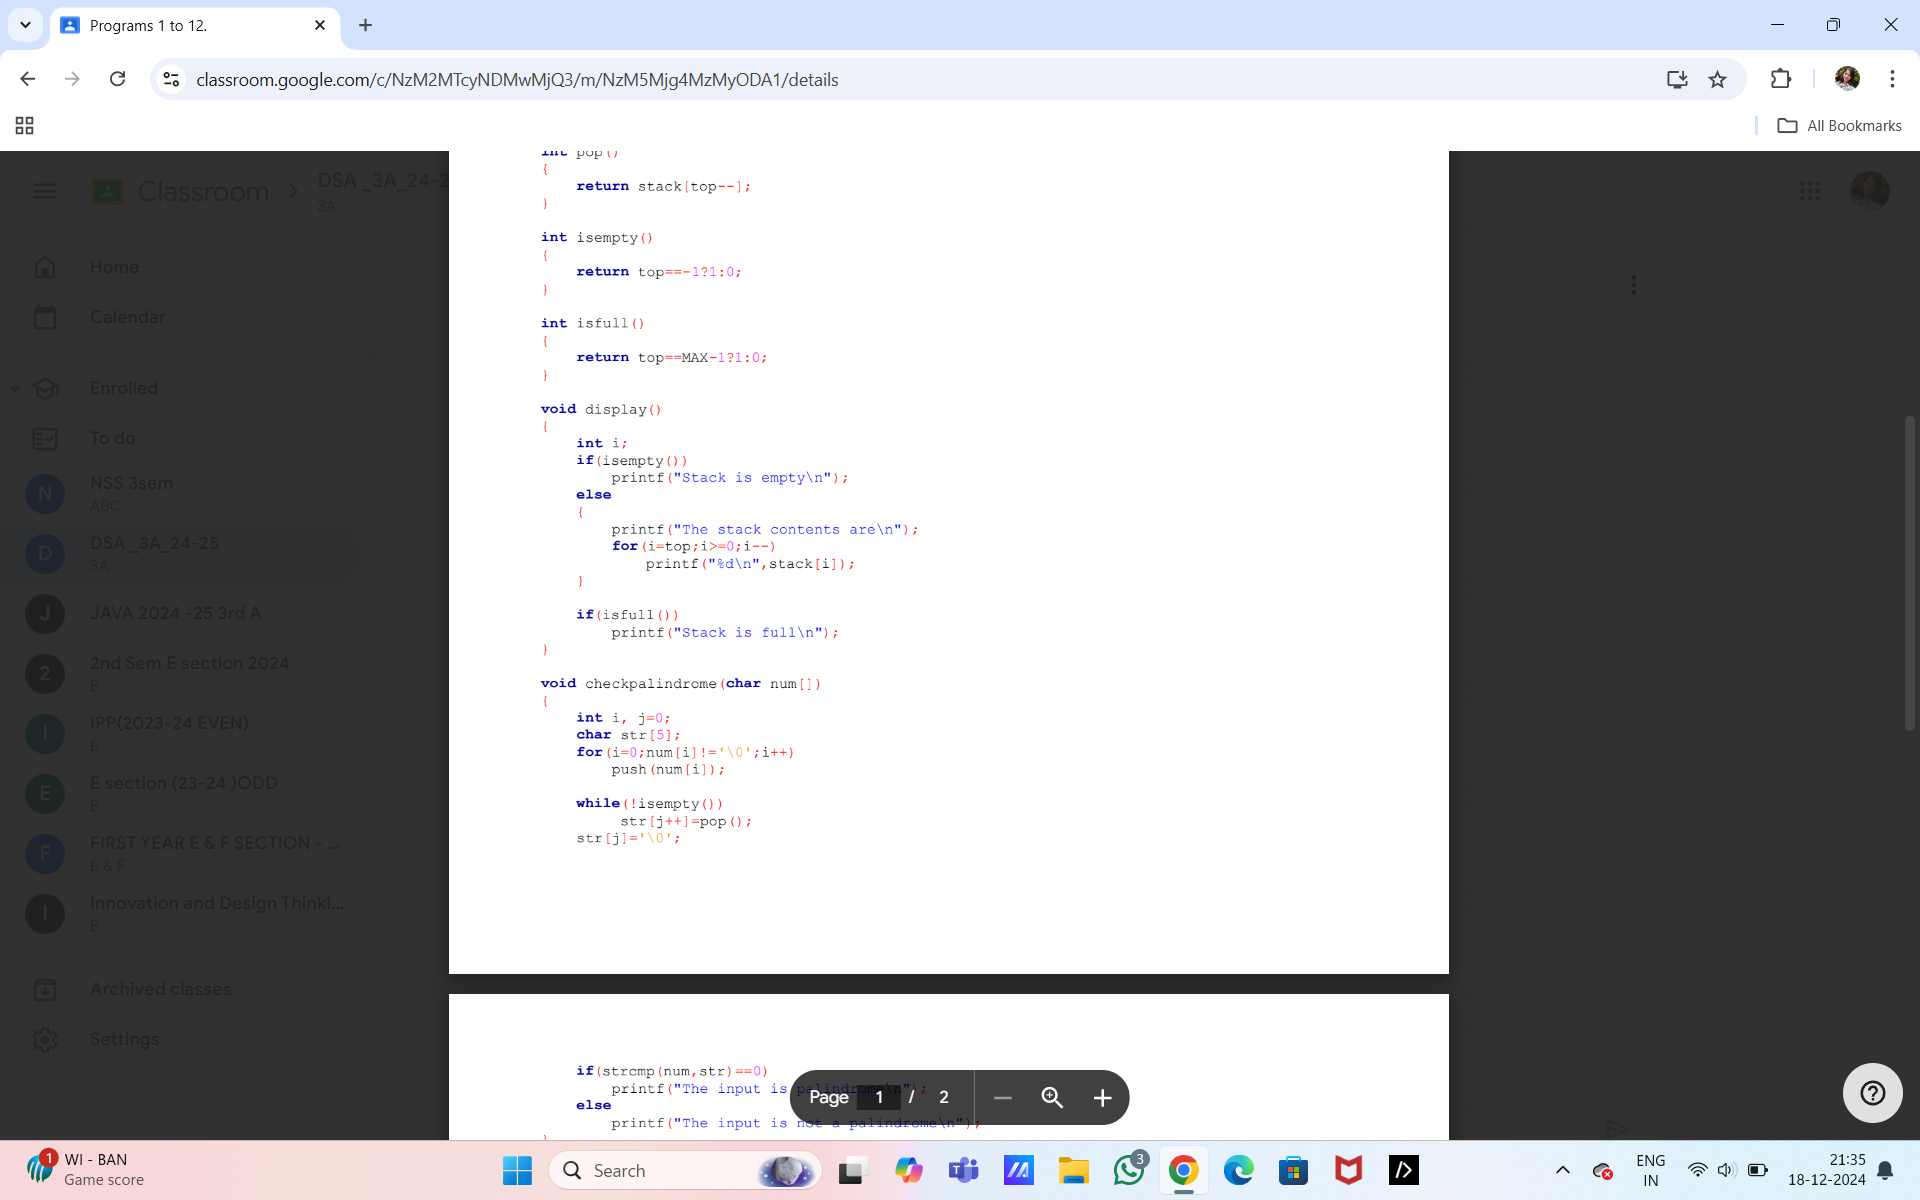 Programs 1 to 12.
classroom.google.com/c/NzM2MTcyNDMwMjQ3/m/NzM5Mjg4MzMyODA1/details
All Bookmarks
Classroom
DSA _3A_24-2
3A
Home
Calendar
Enrolled
To do
N
NSS 3sem
ABC
D
DSA _3A_24-25
3A
J
JAVA 2024 -25 3rd A
2
2nd Sem E section 2024
E
I
IPP(2023-24 EVEN)
E
E
E section (23-24 )ODD
E
F
FIRST YEAR E & F SECTION - ...
E & F
I
Innovation and Design Thinki...
E
Archived classes
Settings
int pop()
{
return stack[top--];
}
int isempty()
{
return top==-1?1:0;
}
int isfull()
{
return top==MAX-1?1:0;
}
void display()
{
int i;
if(isempty())
printf("Stack is empty\n");
else
{
printf("The stack contents are\n");
for(i=top;i>=0;i--)
printf("%d\n",stack[i]);
}
if(isfull())
printf("Stack is full\n");
}
void checkpalindrome(char num[])
{
int i, j=0;
char str[5];
for(i=0;num[i]!='\0';i++)
push(num[i]);
while(!isempty())
str[j++]=pop();
str[j]='\0';
if(strcmp(num,str)==0)
printf("The input is palindrome\n");
else
printf("The input is not a palindrome\n");
Page 1 / 2
1
WI - BAN
Game score
Search
3
ENG
IN
21:35
18-12-2024